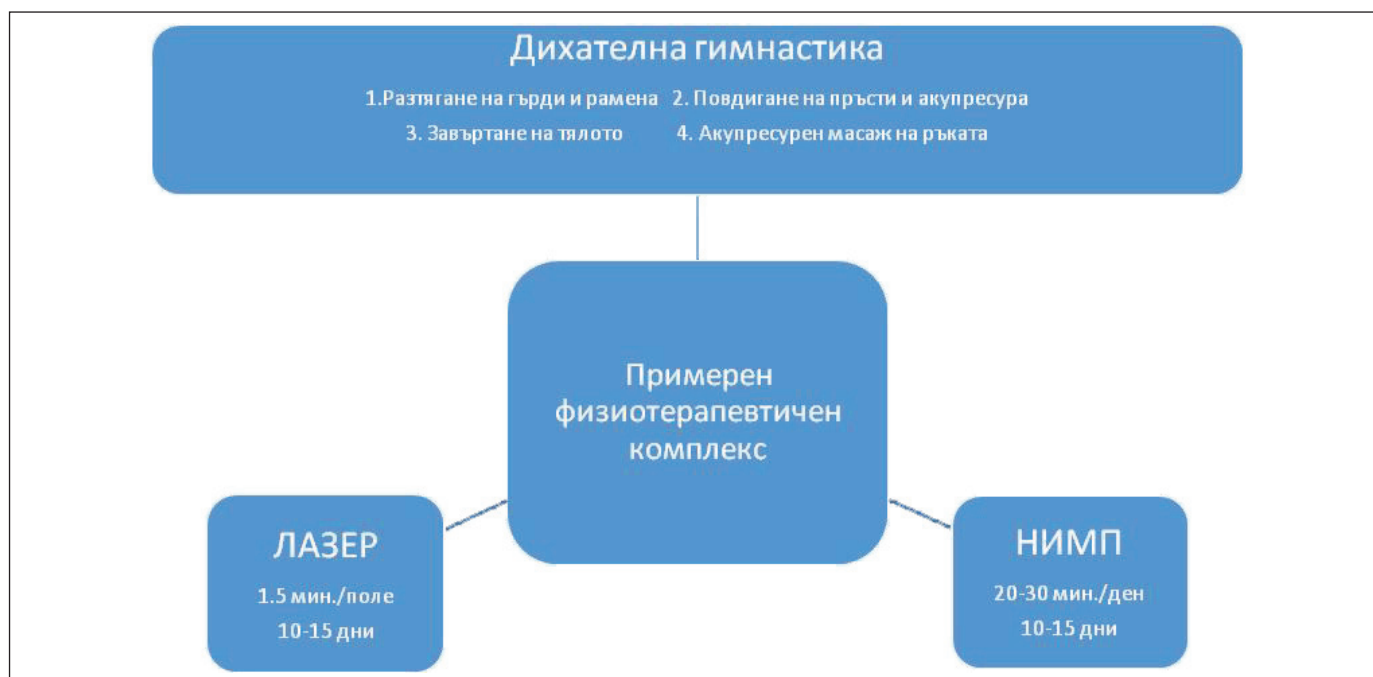 Дихателна гимнастика
1.Разтягане на гърди и рамена 2. Повдигане на пръсти и акупресура
3. Завъртане на тялото 4. Акупресурен масаж на ръката
Примерен
физиотерапевтичен
комплекс
ЛАЗЕР
1.5 мин./поле
10-15 дни
НИМП
20-30 мин./ден
10-15 дни